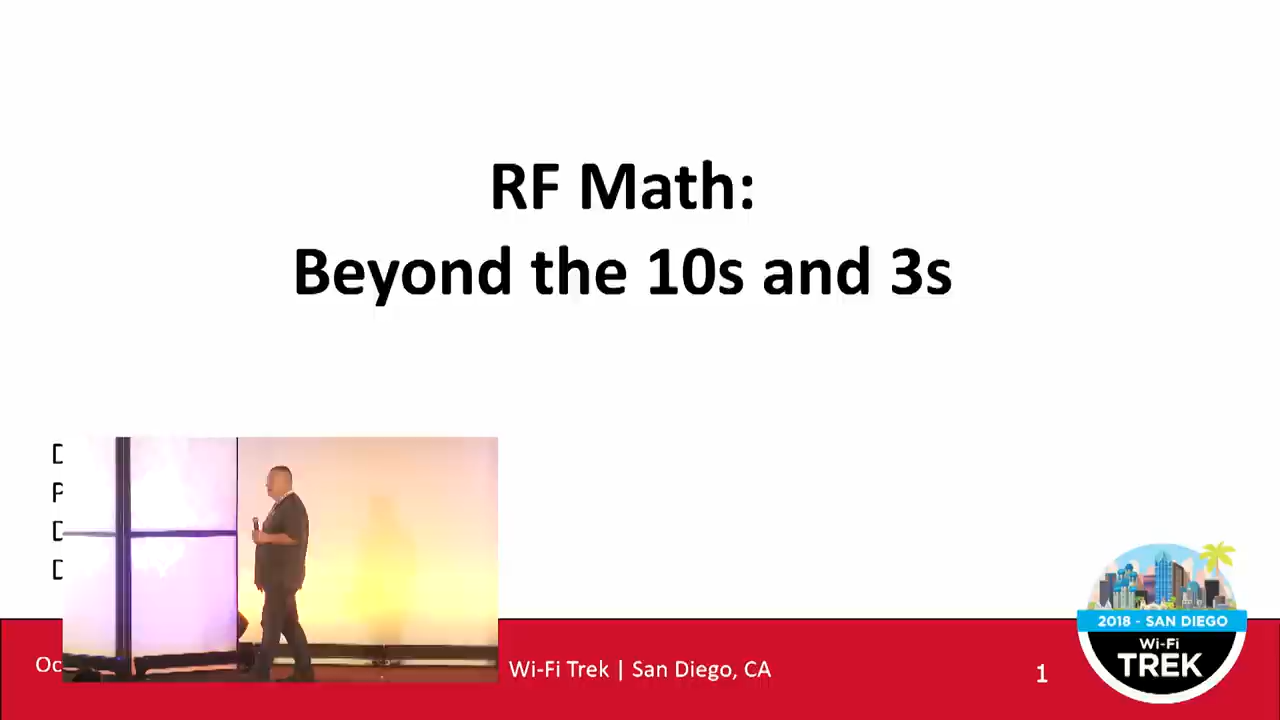 RF Math:
Beyond the 10s and 3s
Wi-Fi Trek | San Diego, CA
1
2018 - SAN DIEGO
Wi-Fi
TREK